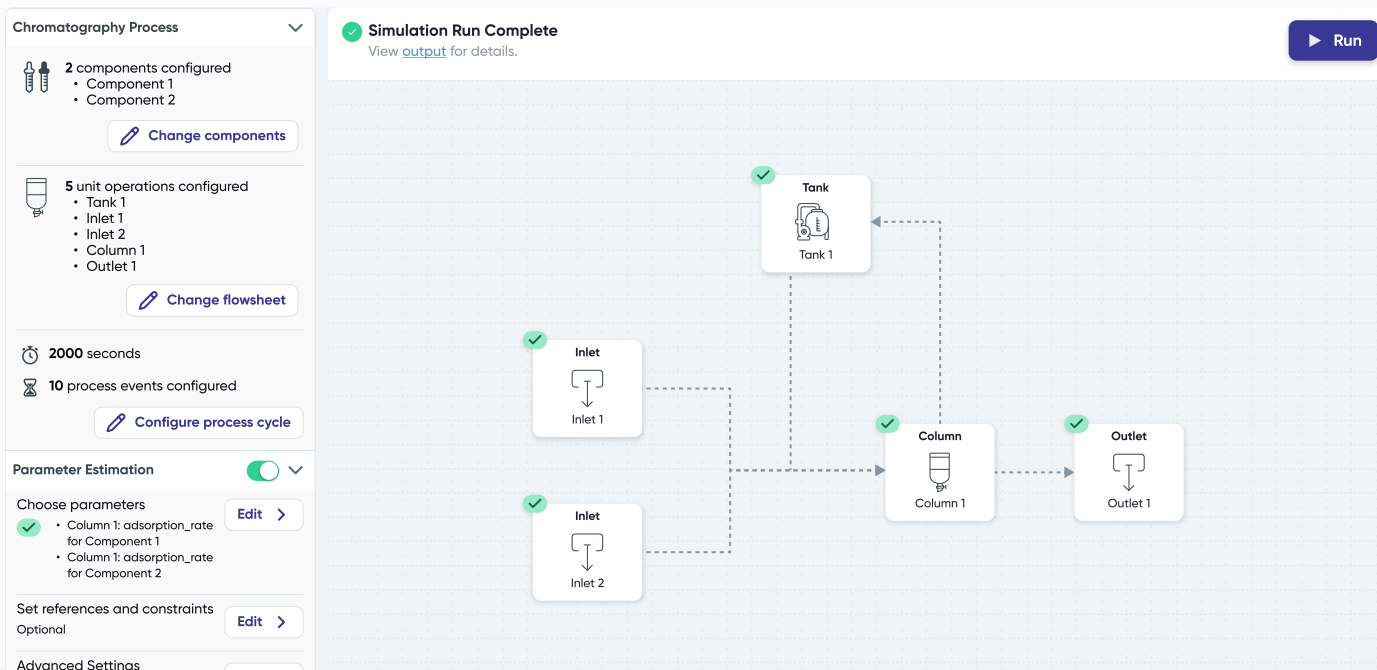 Chromatography Process
2 components configured
• Component 1
• Component 2
Change components
5 unit operations configured
• Tank 1
• Inlet 1
• Inlet 2
• Column 1
• Outlet 1
Change flowsheet
2000 seconds
10 process events configured
Configure process cycle
Parameter Estimation
Choose parameters
Edit
• Column 1: adsorption_rate
for Component 1
• Column 1: adsorption_rate
for Component 2
Set references and constraints
Optional
Edit
Advanced Settings
Simulation Run Complete
View output for details.
Run
Tank
Tank 1
Inlet
Inlet 1
Column
Column 1
Outlet
Outlet 1
Inlet
Inlet 2